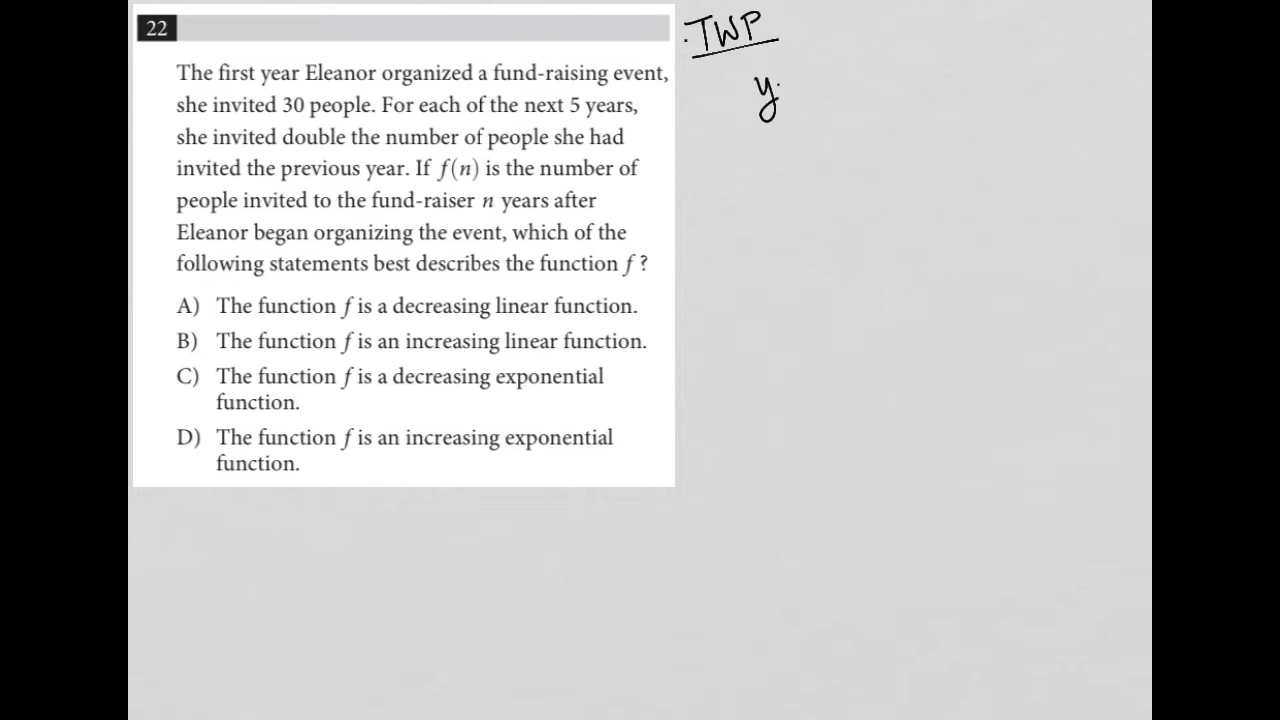 22
The first year Eleanor organized a fund-raising event,
she invited 30 people. For each of the next 5 years,
she invited double the number of people she had
invited the previous year. If f(n) is the number of
people invited to the fund-raiser n years after
Eleanor began organizing the event, which of the
following statements best describes the function f ?
A) The function f is a decreasing linear function.
B) The function f is an increasing linear function.
C) The function f is a decreasing exponential
function.
D) The function f is an increasing exponential
function.
TWP
y